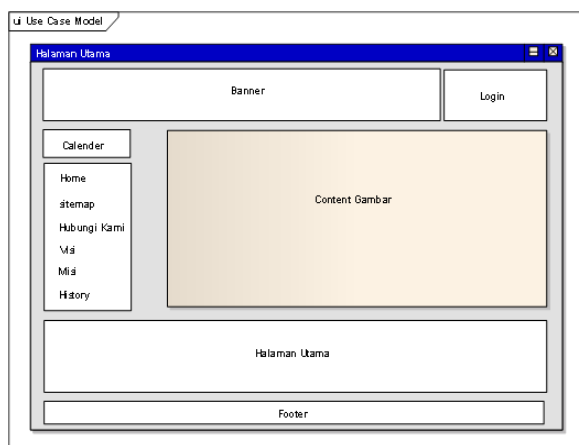 ui Use Case Model
Halaman Utama
Banner
Login
Calender
Home
sitemap
Hubungi Kami
Visi
Misi
History
Content Gambar
Halaman Utama
Footer